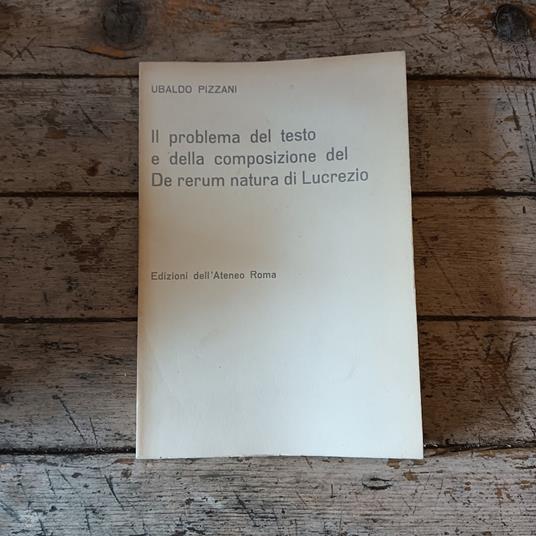 UBALDO PIZZANI
Il problema del testo
e della composizione del
De rerum natura di Lucrezio
Edizioni dell'Ateneo Roma